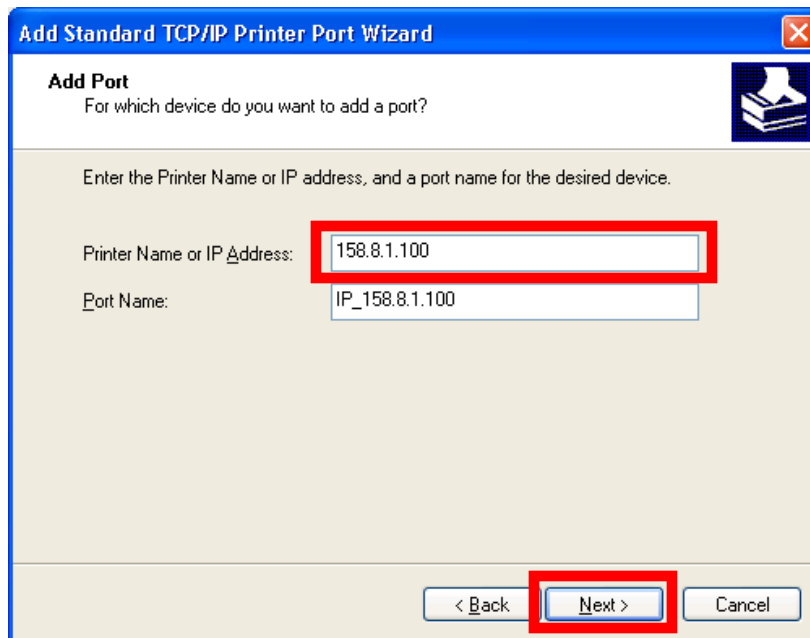 Add Standard TCP/IP Printer Port Wizard
Add Port
For which device do you want to add a port?
Enter the Printer Name or IP address, and a port name for the desired device.
Printer Name or IP Address: 158.8.1.100
Port Name: IP_158.8.1.100
< Back Next > Cancel